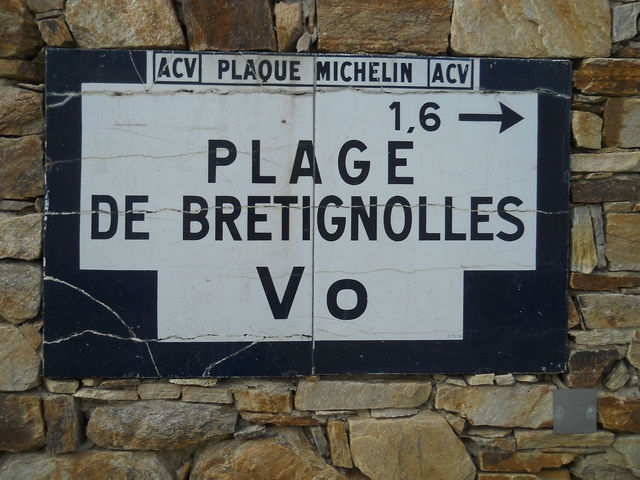 ACV PLAQUE MICHELIN ACV
1,6 →
PLAGE
DE BRETIGNOLLES
Vo